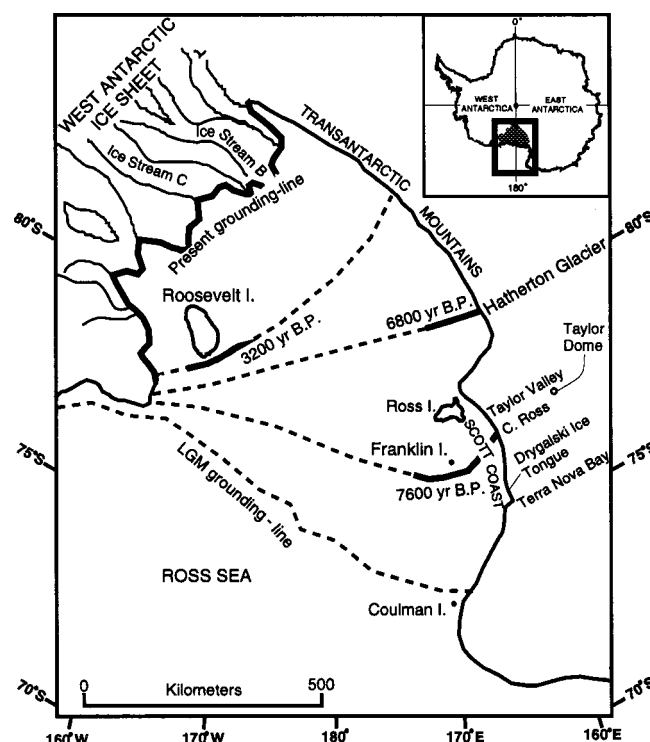 0°
WEST
ANTARCTICA
EAST
ANTARCTICA
180°
WEST ANTARCTIC
ICE SHEET
Ice Stream B
Ice Stream C
TRANSANTARCTIC
MOUNTAINS
Present grounding-line
80°S
80°S
Roosevelt I.
3200 yr B.P.
6800 yr B.P.
Hatherton Glacier
Taylor
Dome
Taylor Valley
Ross I.
C. Ross
SCOTT COAST
Franklin I.
Drygalski Ice
Tongue
75°S
75°S
7600 yr B.P.
Terra Nova Bay
LGM grounding-line
ROSS SEA
Coulman I.
0
Kilometers
500
70°S
70°S
160°W
170°W
180°
170°E
160°E